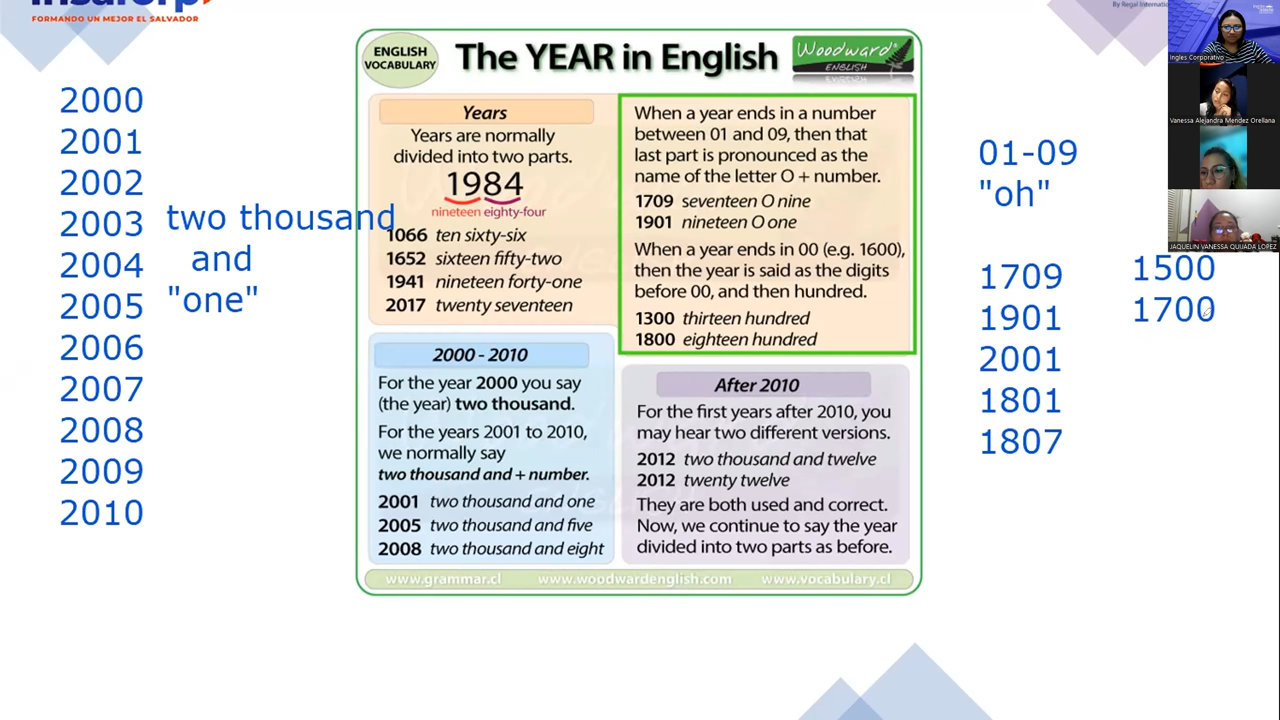 FORMANDO UN MEJOR EL SALVADOR
ENGLISH
VOCABULARY
The YEAR in English
Woodward
ENGLISH
2000
2001
2002
2003
2004
2005
2006
2007
2008
2009
2010
two thousand
and
"one"
Years
Years are normally
divided into two parts.
1984
nineteen eighty-four
1066 ten sixty-six
1652 sixteen fifty-two
1941 nineteen forty-one
2017 twenty seventeen
When a year ends in a number
between 01 and 09, then that
last part is pronounced as the
name of the letter O + number.
1709 seventeen O nine
1901 nineteen O one
When a year ends in 00 (e.g. 1600),
then the year is said as the digits
before 00, and then hundred.
1300 thirteen hundred
1800 eighteen hundred
2000 - 2010
For the year 2000 you say
(the year) two thousand.
For the years 2001 to 2010,
we normally say
two thousand and + number.
2001 two thousand and one
2005 two thousand and five
2008 two thousand and eight
After 2010
For the first years after 2010, you
may hear two different versions.
2012 two thousand and twelve
2012 twenty twelve
They are both used and correct.
Now, we continue to say the year
divided into two parts as before.
www.grammar.cl www.woodwardenglish.com www.vocabulary.cl
01-09
"oh"
1709
1901
2001
1801
1807
1500
1700
By Regal Internatio
Ingles Corporativo
Vanessa Alejandra Mendez Orellana
JAQUELIN VANESSA QUIJADA LOPEZ